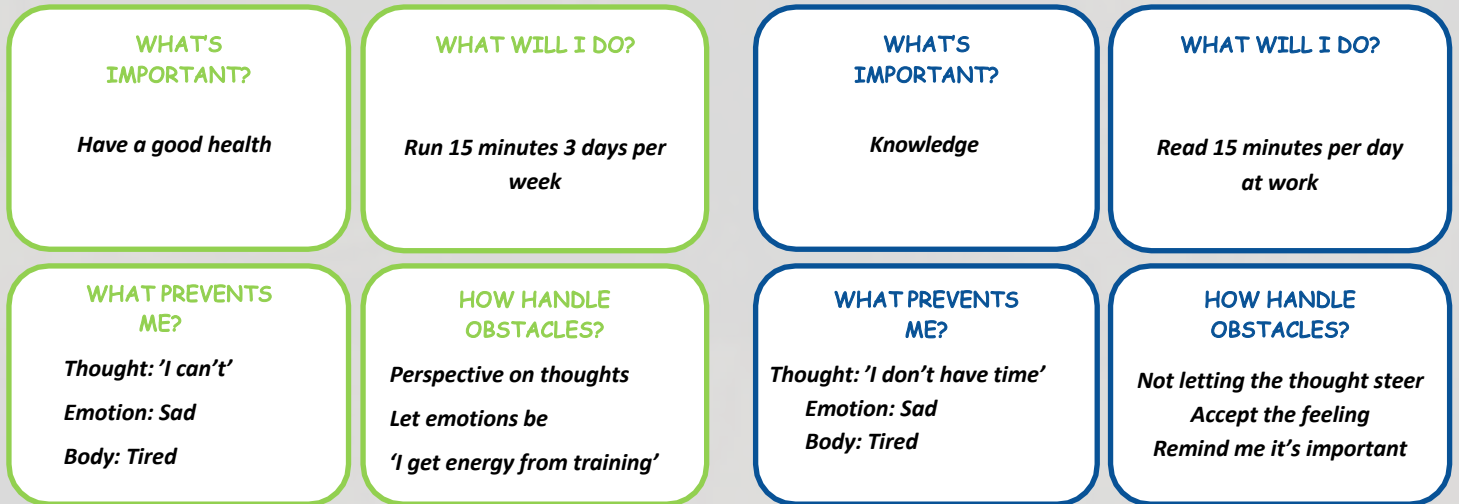 WHAT'S
IMPORTANT?
Have a good health
WHAT WILL I DO?
Run 15 minutes 3 days per
week
WHAT PREVENTS
ME?
Thought: ’I can’t’
Emotion: Sad
Body: Tired
HOW HANDLE
OBSTACLES?
Perspective on thoughts
Let emotions be
‘I get energy from training’
WHAT'S
IMPORTANT?
Knowledge
WHAT WILL I DO?
Read 15 minutes per day
at work
WHAT PREVENTS
ME?
Thought: ’I don’t have time’
Emotion: Sad
Body: Tired
HOW HANDLE
OBSTACLES?
Not letting the thought steer
Accept the feeling
Remind me it’s important